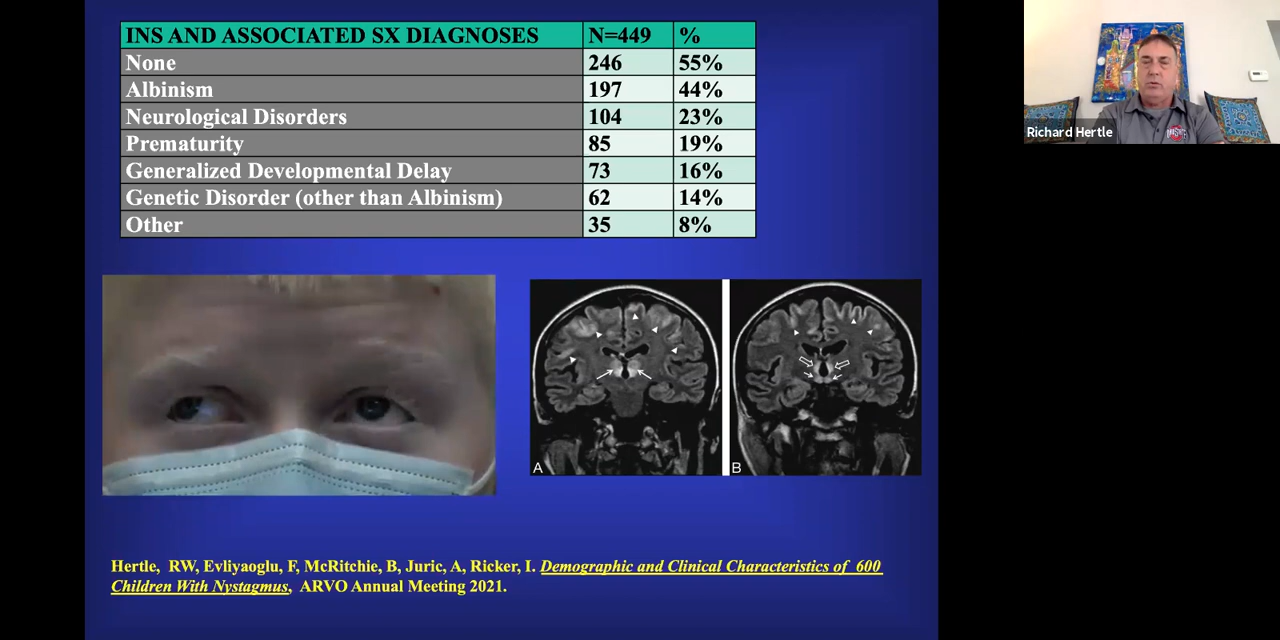 INS AND ASSOCIATED SX DIAGNOSES N=449 %
None 246 55%
Albinism 197 44%
Neurological Disorders 104 23%
Prematurity 85 19%
Generalized Developmental Delay 73 16%
Genetic Disorder (other than Albinism) 62 14%
Other 35 8%
Richard Hertle
A
B
Hertle, RW, Evliyaoglu, F, McRitchie, B, Juric, A, Ricker, I. Demographic and Clinical Characteristics of 600
Children With Nystagmus, ARVO Annual Meeting 2021.